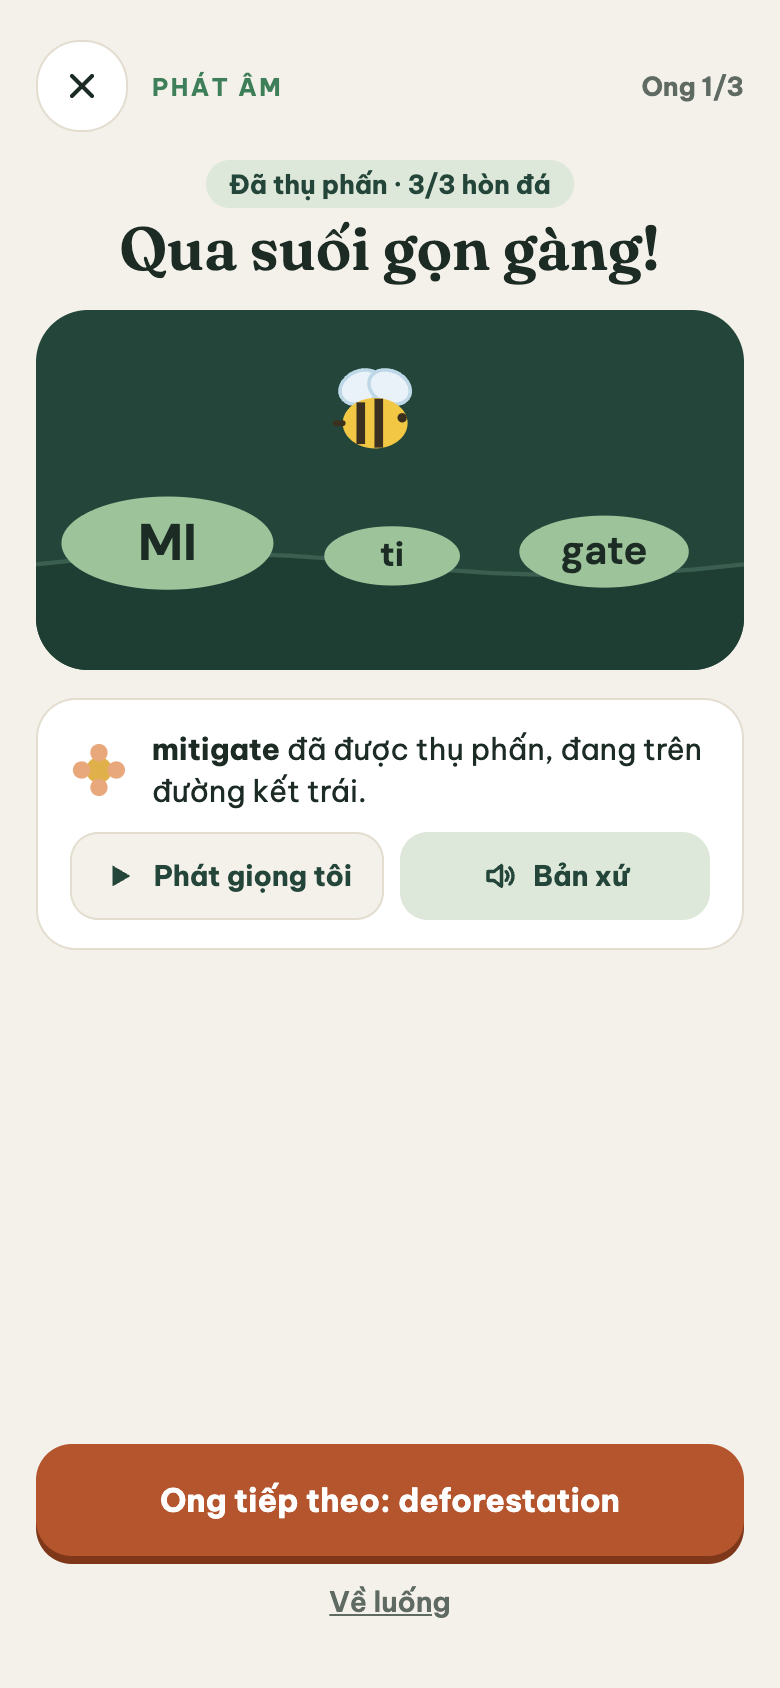 PHÁT ÂM
Ong 1/3
Đã thụ phấn · 3/3 hòn đá
Qua suối gọn gàng!
MI
ti
gate
mitigate đã được thụ phấn, đang trên
đường kết trái.
Phát giọng tôi
Bản xứ
Ong tiếp theo: deforestation
Về luống